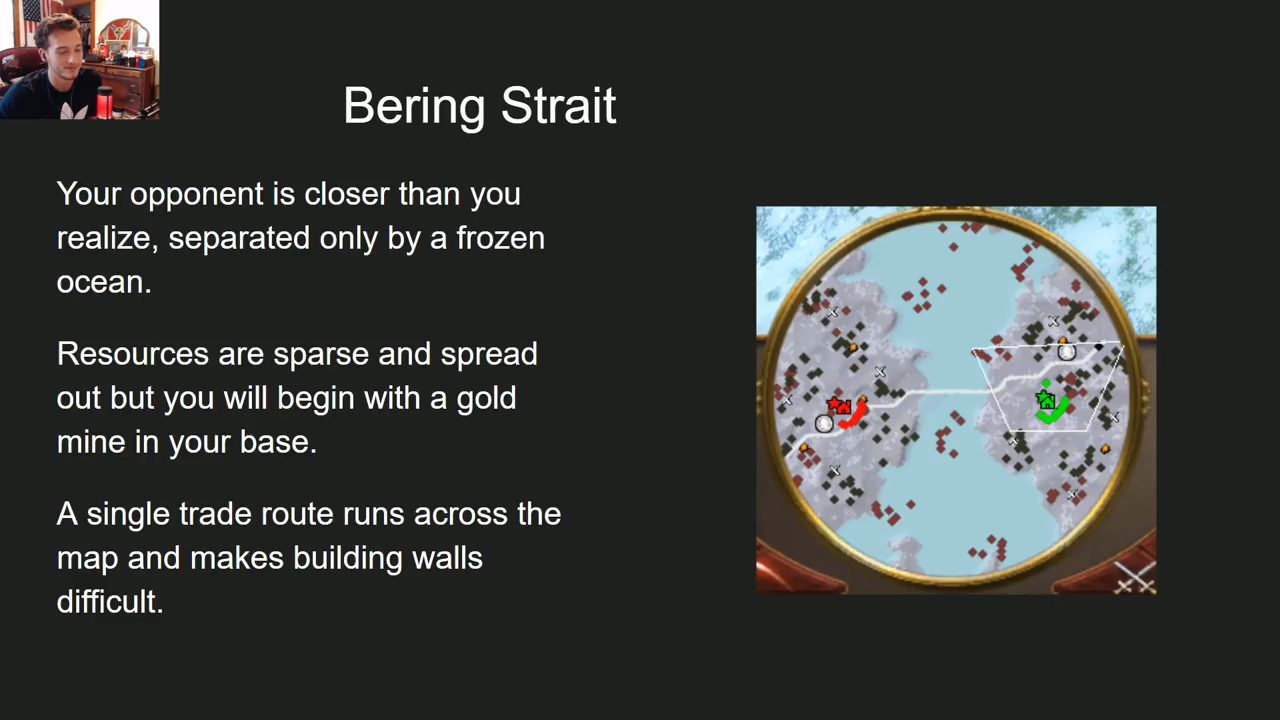 Bering Strait
Your opponent is closer than you
realize, separated only by a frozen
ocean.
Resources are sparse and spread
out but you will begin with a gold
mine in your base.
A single trade route runs across the
map and makes building walls
difficult.